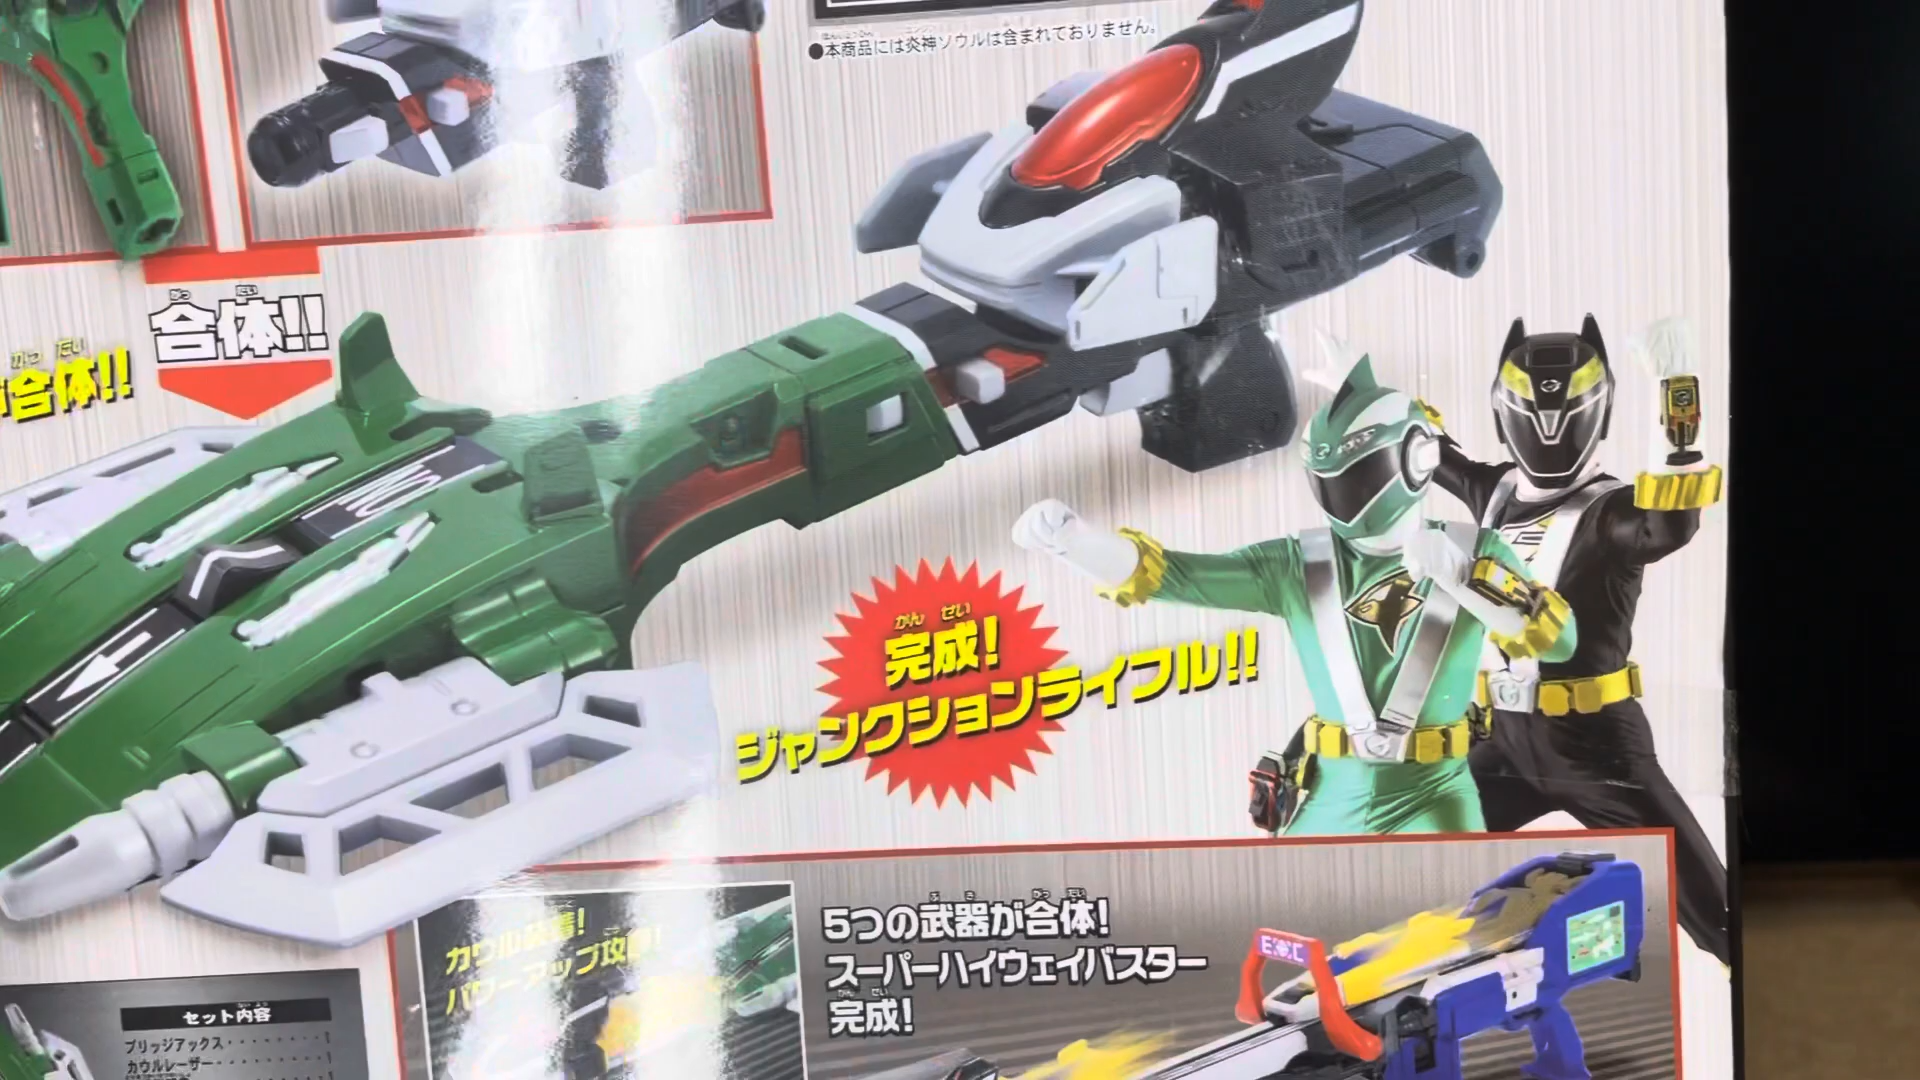 ●本商品には炎神ソウルは含まれておりません。
合体!!
合体!!
完成!
ジャンクションライフル!!
カウル装着!
パワーアップ攻撃!
5つの武器が合体!
スーパーハイウェイバスター
完成!
セット内容
ブリッジアックス
カウルレーザー